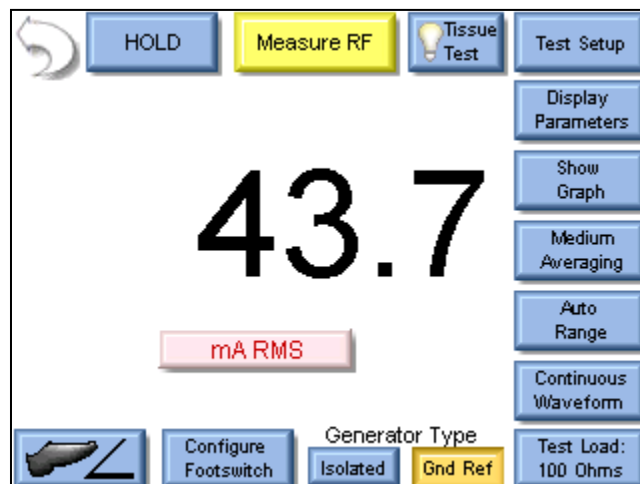 HOLD
Measure RF
Tissue
Test
Test Setup
Display
Parameters
Show
Graph
43.7
Medium
Averaging
Auto
Range
mA RMS
Continuous
Waveform
Configure
Footswitch
Generator Type
Isolated
Gnd Ref
Test Load:
100 Ohms